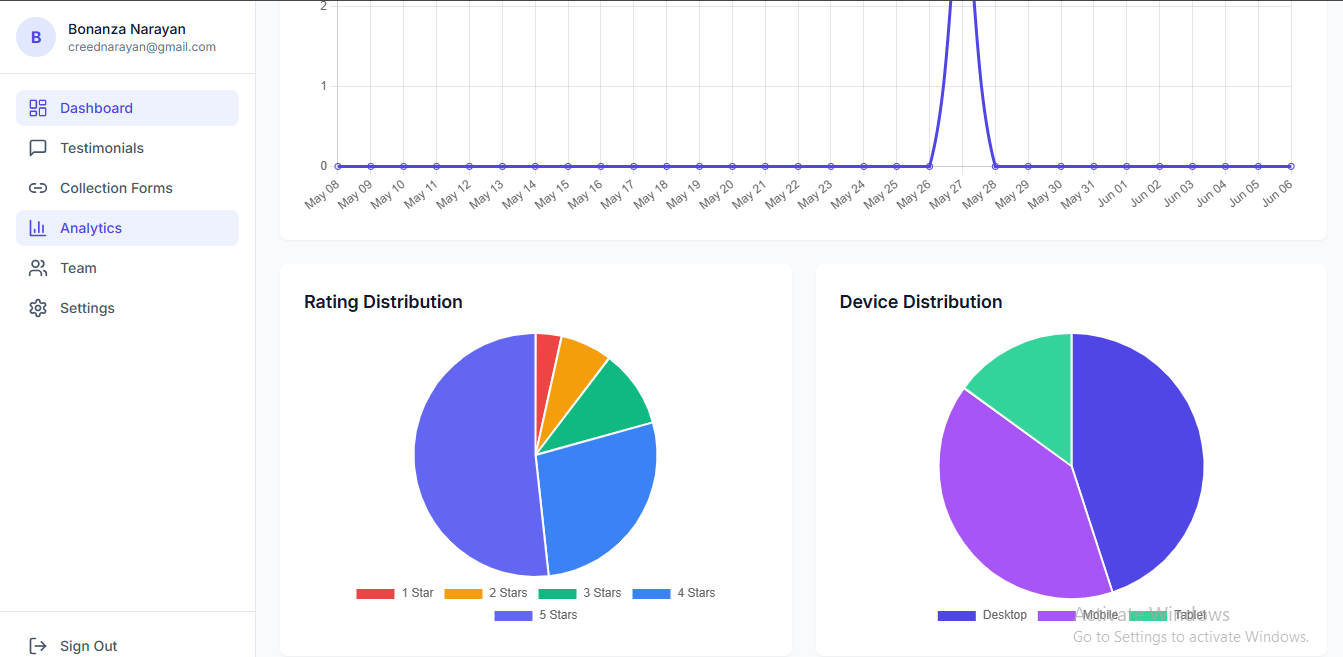 B
Bonanza Narayan
creednarayan@gmail.com
Dashboard
Testimonials
Collection Forms
Analytics
Team
Settings
Sign Out
2
1
0
May 08 May 09 May 10 May 11 May 12 May 13 May 14 May 15 May 16 May 17 May 18 May 19 May 20 May 21 May 22 May 23 May 24 May 25 May 26 May 27 May 28 May 29 May 30 May 31 Jun 01 Jun 02 Jun 03 Jun 04 Jun 05 Jun 06
Rating Distribution
1 Star 2 Stars 3 Stars 4 Stars
5 Stars
Device Distribution
Desktop Mobile Tablet
Activate Windows
Go to Settings to activate Windows.